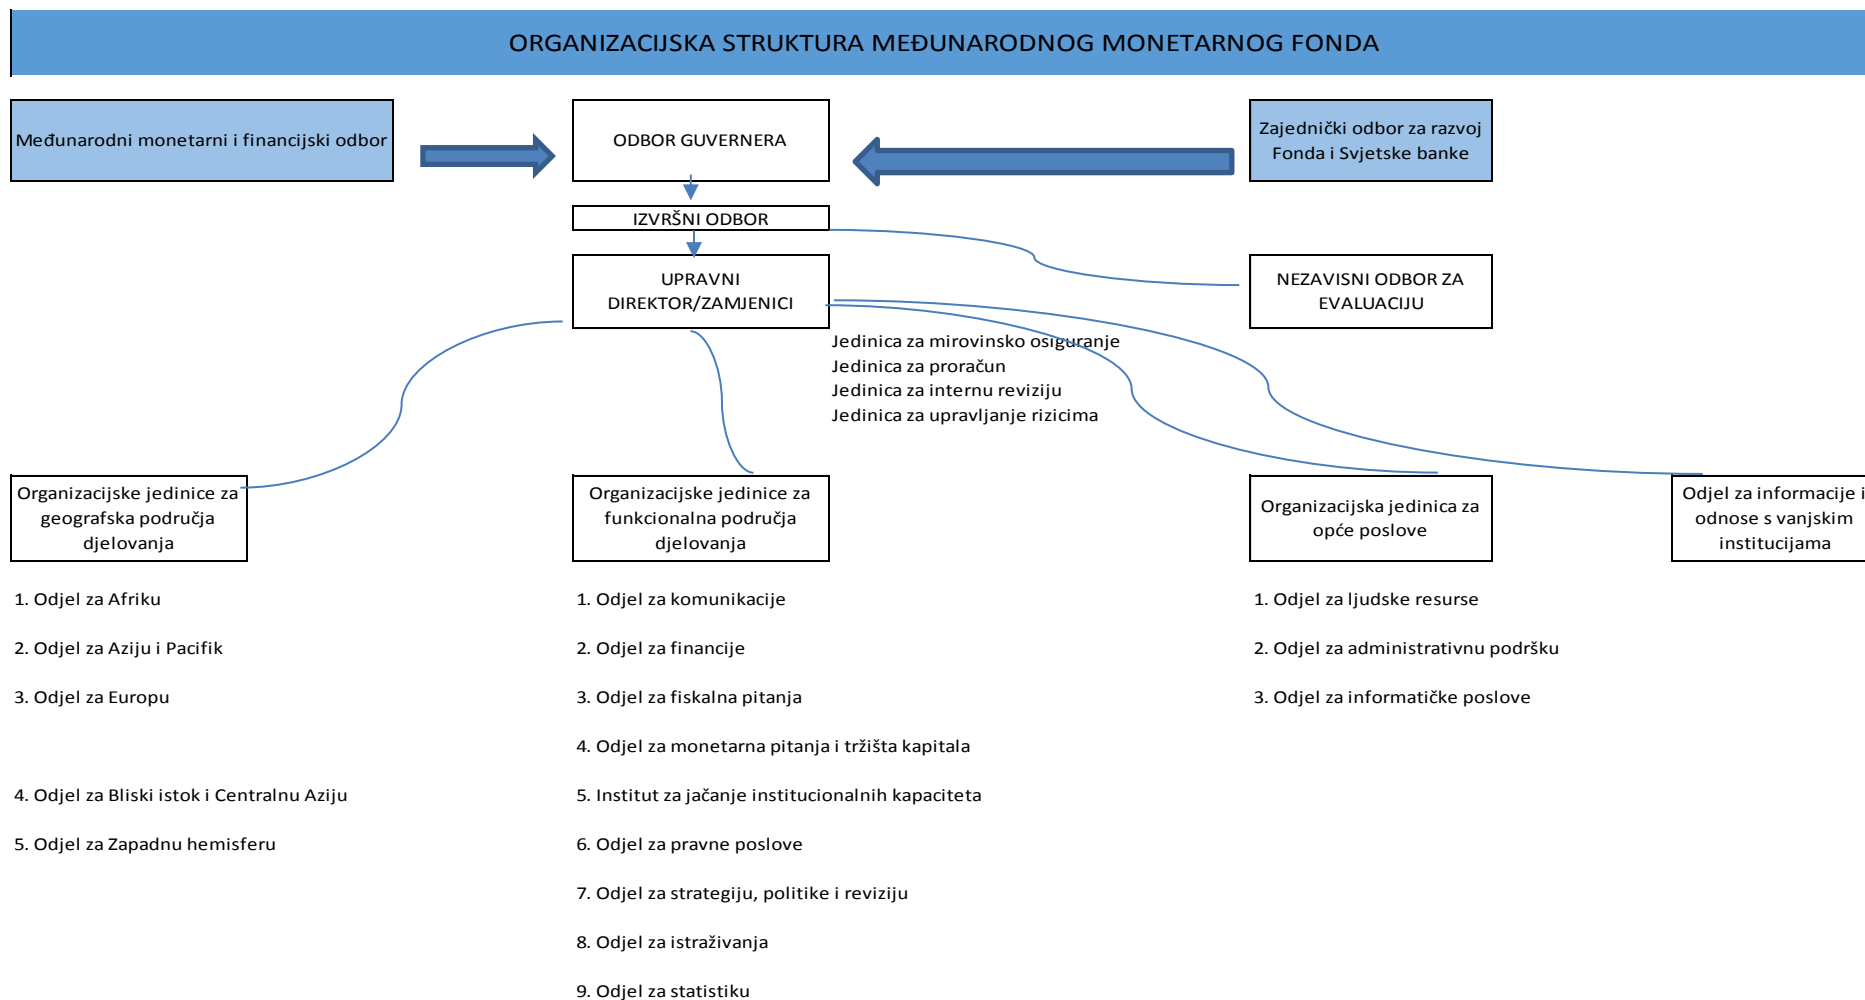 ORGANIZACIJSKA STRUKTURA MEĐUNARODNOG MONETARNOG FONDA
Međunarodni monetarni i financijski odbor
ODBOR GUVERNERA
Zajednički odbor za razvoj
Fonda i Svjetske banke
IZVRŠNI ODBOR
UPRAVNI
DIREKTOR/ZAMJENICI
NEZAVISNI ODBOR ZA
EVALUACIJU
Jedinica za mirovinsko osiguranje
Jedinica za proračun
Jedinica za internu reviziju
Jedinica za upravljanje rizicima
Organizacijske jedinice za
geografska područja
djelovanja
Organizacijske jedinice za
funkcionalna područja
djelovanja
Organizacijska jedinica za
opće poslove
Odjel za informacije i
odnose s vanjskim
institucijama
1. Odjel za Afriku
2. Odjel za Aziju i Pacifik
3. Odjel za Europu
4. Odjel za Bliski istok i Centralnu Aziju
5. Odjel za Zapadnu hemisferu
1. Odjel za komunikacije
2. Odjel za financije
3. Odjel za fiskalna pitanja
4. Odjel za monetarna pitanja i tržišta kapitala
5. Institut za jačanje institucionalnih kapaciteta
6. Odjel za pravne poslove
7. Odjel za strategiju, politike i reviziju
8. Odjel za istraživanja
9. Odjel za statistiku
1. Odjel za ljudske resurse
2. Odjel za administrativnu podršku
3. Odjel za informatičke poslove